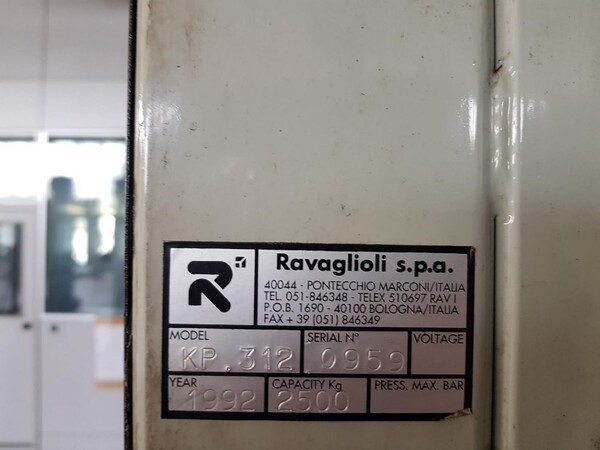 R
Ravaglioli s.p.a.
40044 - PONTECCHIO MARCONI/ITALIA
TEL. 051-846348 - TELEX 510697/ RAV I
P.O.B. 1690 - 40100 BOLOGNA/ITALIA
FAX + 39 (051) 846349
MODEL SERIAL N° VOLTAGE
KP.312 0959
YEAR CAPACITY Kg PRESS. MAX. BAR
1992 2500